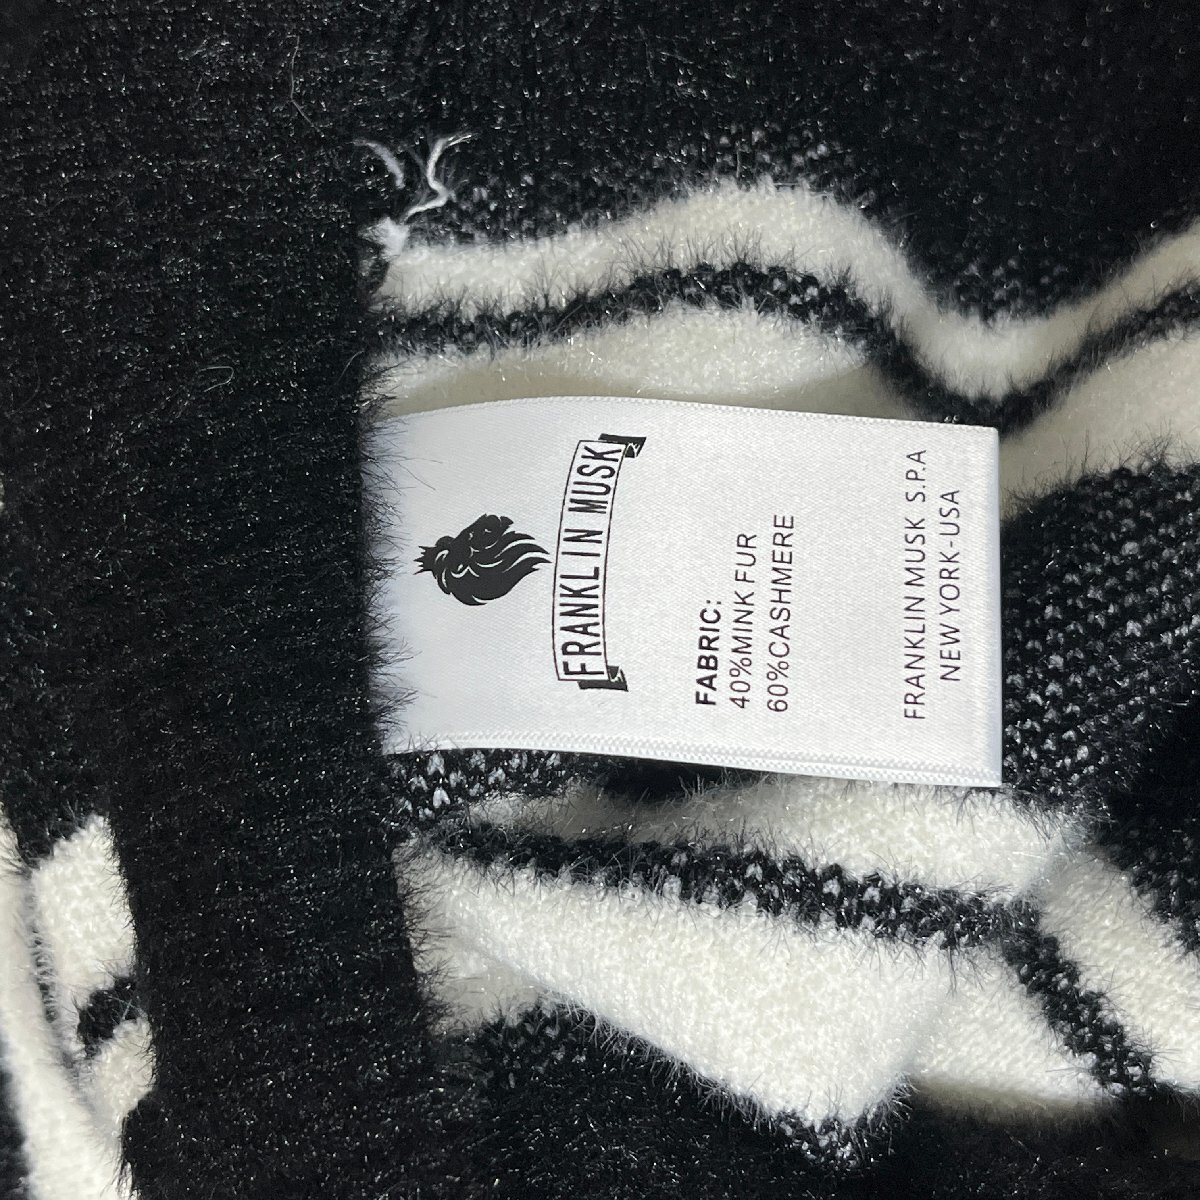 FRANKLIN MUSK
FABRIC:
40%MINK FUR
60%CASHMERE
FRANKLIN MUSK S.P.A
NEW YORK-USA